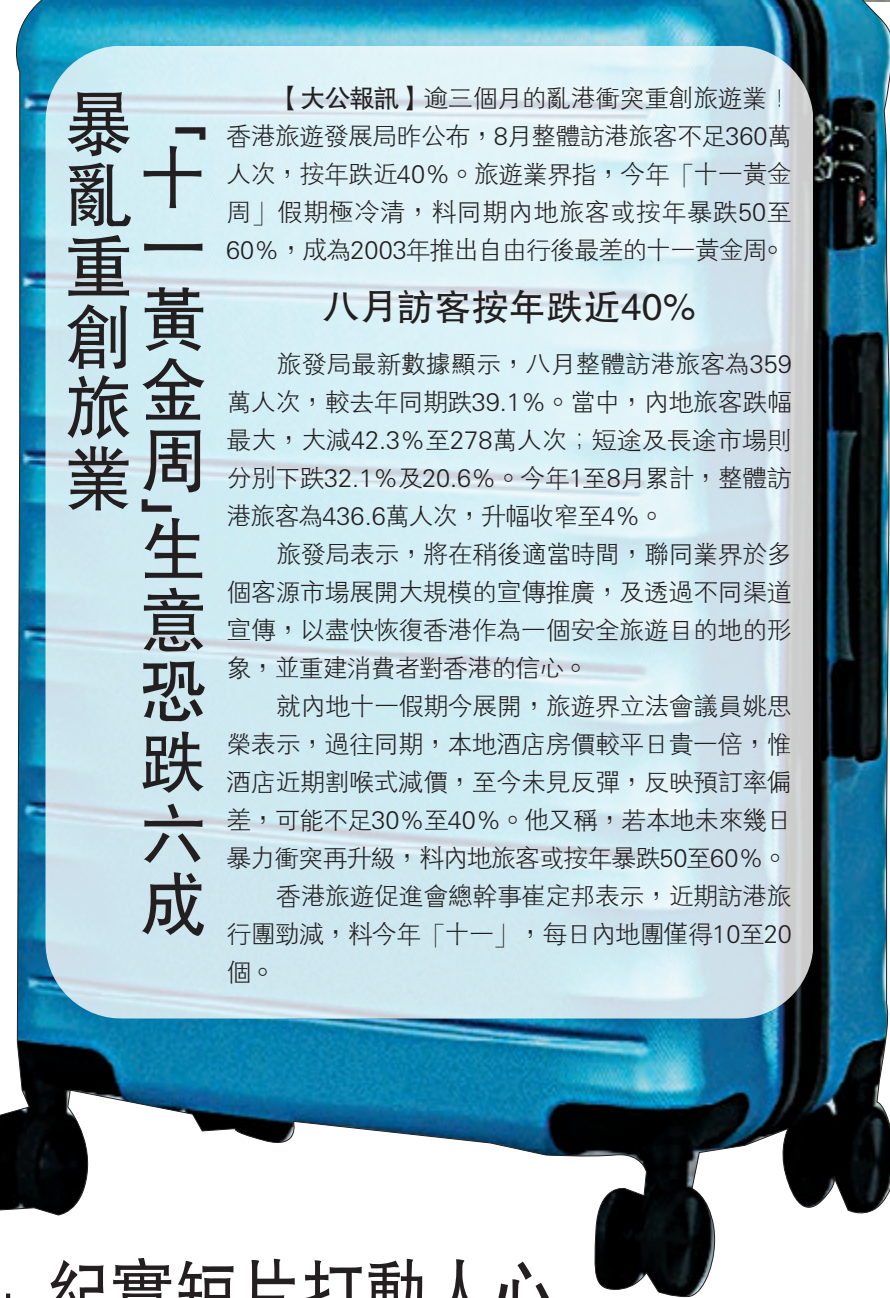 暴亂重創旅業
「十一黃金周」生意恐跌六成
【大公報訊】逾三個月的亂港衝突重創旅遊業！
香港旅遊發展局昨公布，8月整體訪港旅客不足360萬
人次，按年跌近40%。旅遊業界指，今年「十一黃金
周」假期極冷清，料同期內地旅客或按年暴跌50至
60%，成為2003年推出自由行後最差的十一黃金周。
八月訪客按年跌近40%
旅發局最新數據顯示，八月整體訪港旅客為359
萬人次，較去年同期跌39.1%。當中，內地旅客跌幅
最大，大減42.3%至278萬人次；短途及長途市場則
分別下跌32.1%及20.6%。今年1至8月累計，整體訪
港旅客為436.6萬人次，升幅收窄至4%。
旅發局表示，將在稍後適當時間，聯同業界於多
個客源市場展開大規模的宣傳推廣，及透過不同渠道
宣傳，以盡快恢復香港作為一個安全旅遊目的地的形
象，並重建消費者對香港的信心。
就內地十一假期今展開，旅遊界立法會議員姚思
榮表示，過往同期，本地酒店房價較平日貴一倍，惟
酒店近期割喉式減價，至今未見反彈，反映預訂率偏
差，可能不足30%至40%。他又稱，若本地未來幾日
暴力衝突再升級，料內地旅客或按年暴跌50至60%。
香港旅遊促進會總幹事崔定邦表示，近期訪港旅
行團勁減，料今年「十一」，每日內地團僅得10至20
個。
紀實短片打動人心